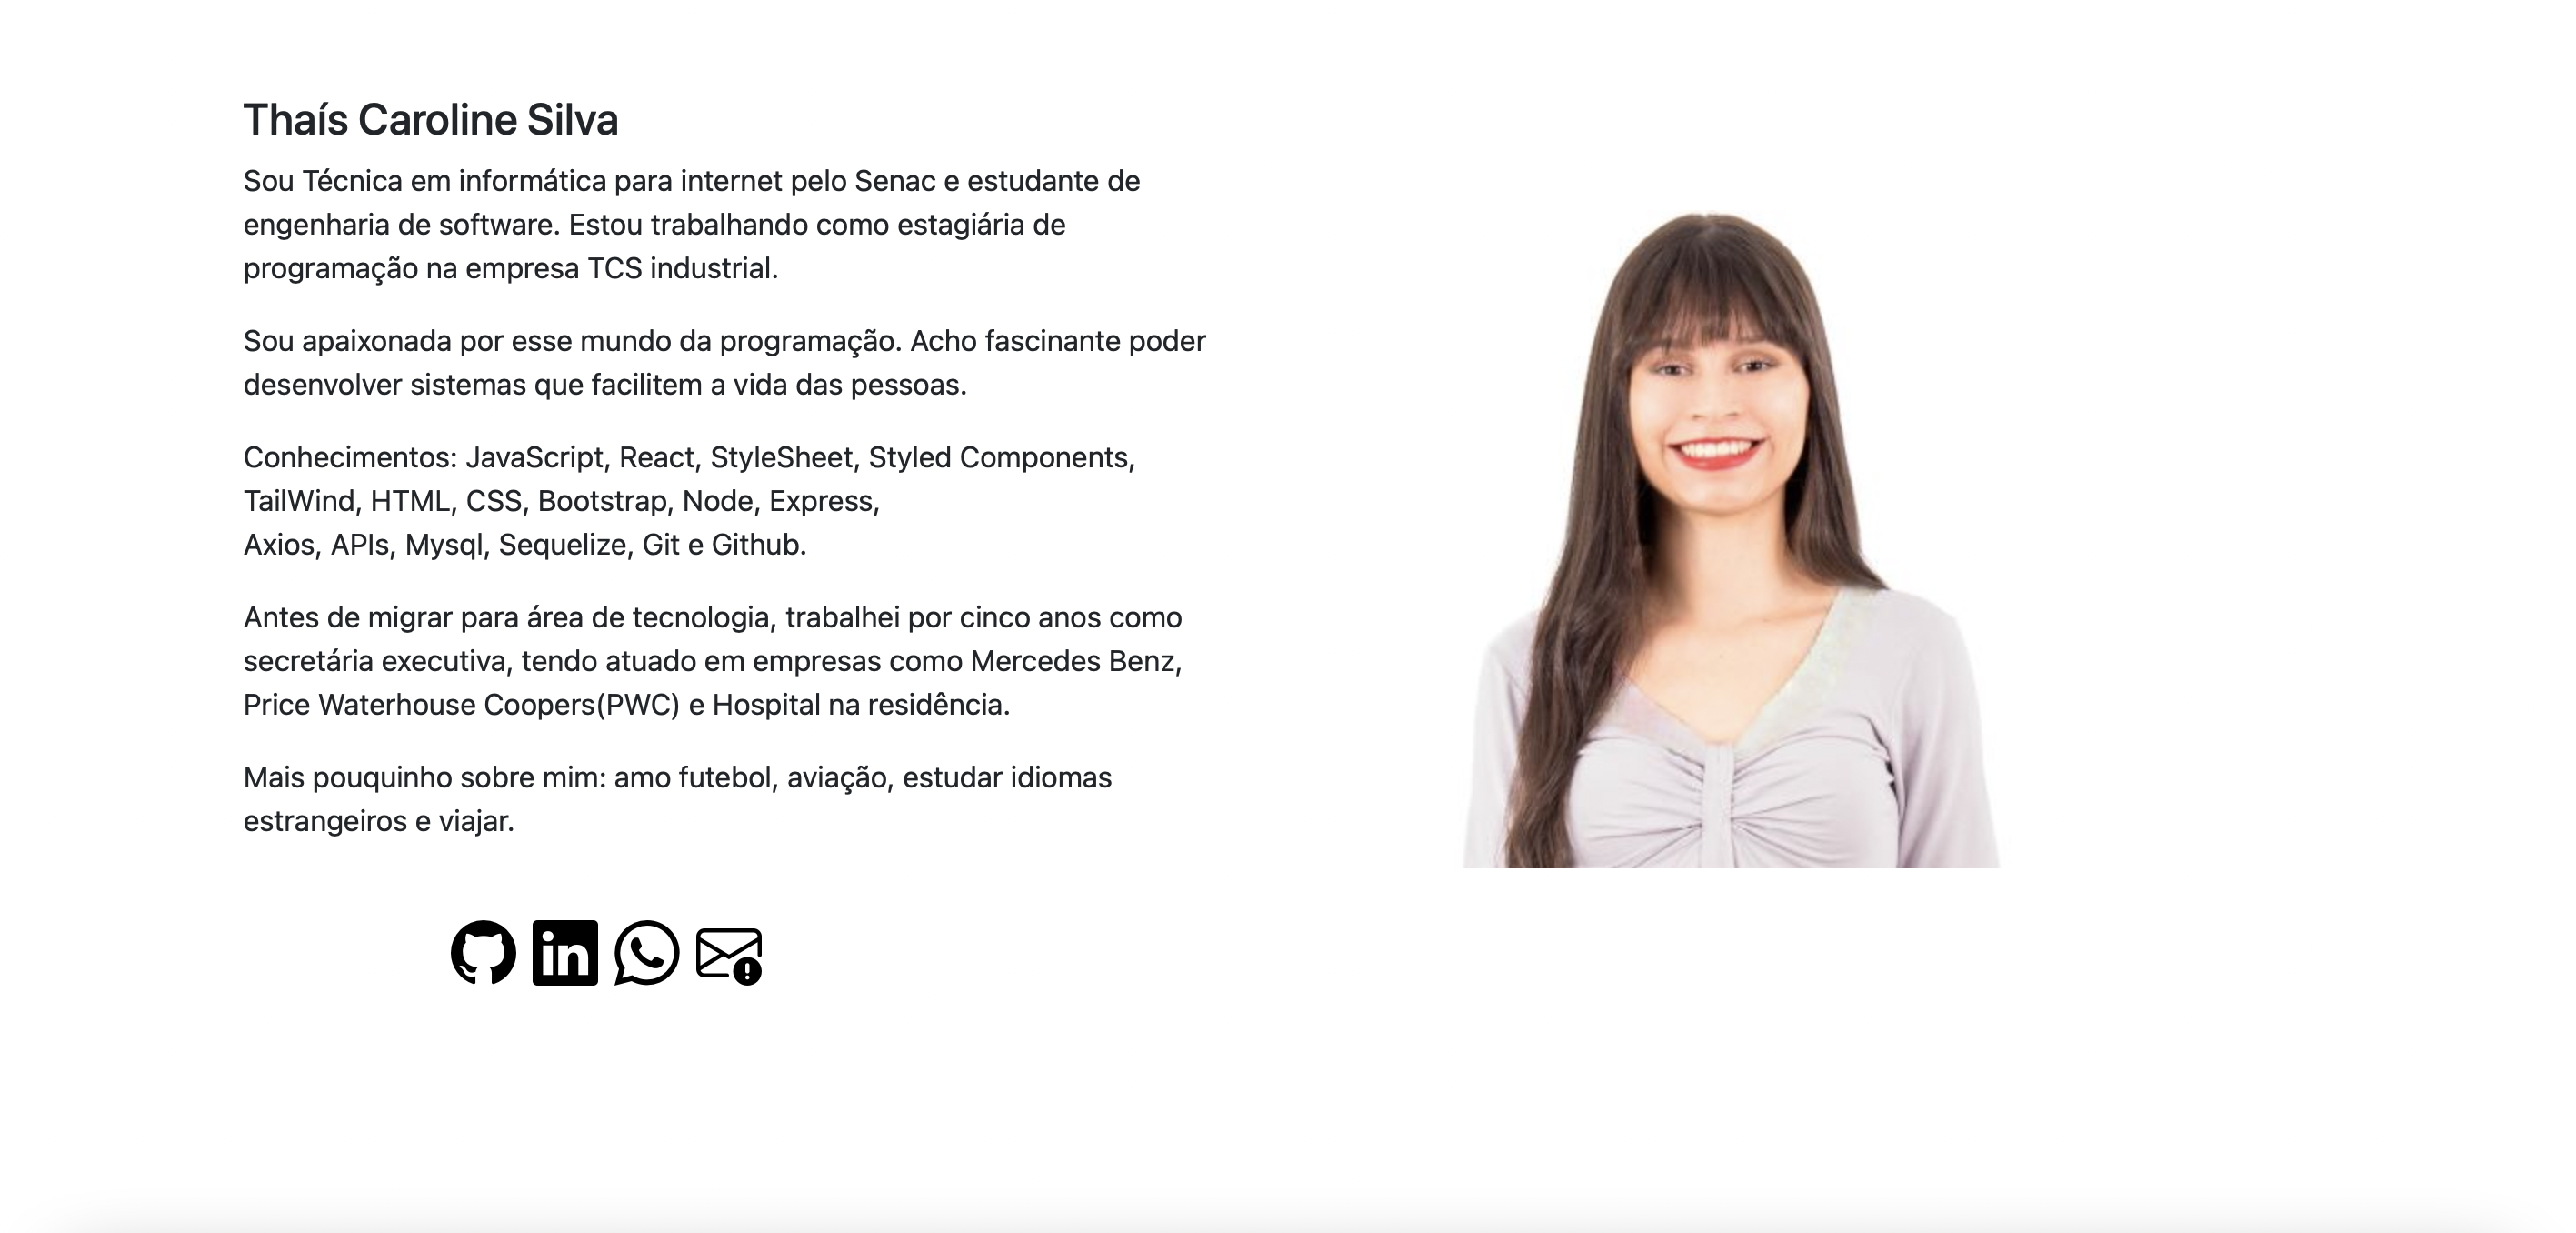 Thaís Caroline Silva
Sou Técnica em informática para internet pelo Senac e estudante de
engenharia de software. Estou trabalhando como estagiária de
programação na empresa TCS industrial.
Sou apaixonada por esse mundo da programação. Acho fascinante poder
desenvolver sistemas que facilitem a vida das pessoas.
Conhecimentos: JavaScript, React, StyleSheet, Styled Components,
TailWind, HTML, CSS, Bootstrap, Node, Express,
Axios, APIs, Mysql, Sequelize, Git e Github.
Antes de migrar para área de tecnologia, trabalhei por cinco anos como
secretária executiva, tendo atuado em empresas como Mercedes Benz,
Price Waterhouse Coopers(PWC) e Hospital na residência.
Mais pouquinho sobre mim: amo futebol, aviação, estudar idiomas
estrangeiros e viajar.
in